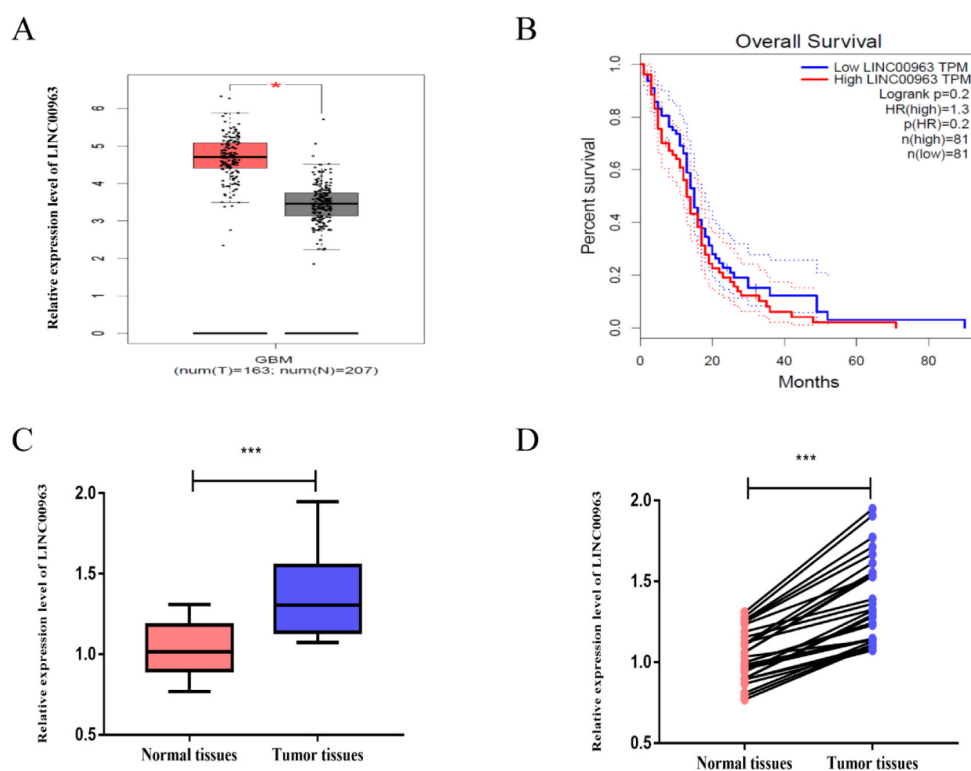 A
Relative expression level of LINC00963
6
5
4
3
2
1
0
*
GBM
(num(T)=163; num(N)=207)
B
Overall Survival
Low LINC00963 TPM
High LINC00963 TPM
Logrank p=0.2
HR(high)=1.3
p(HR)=0.2
n(high)=81
n(low)=81
Percent survival
1.0
0.8
0.6
0.4
0.2
0.0
0 20 40 60 80
Months
C
***
Relative expression level of LINC00963
2.0
1.5
1.0
0.5
Normal tissues Tumor tissues
D
***
Relative expression level of LINC00963
2.0
1.5
1.0
0.5
Normal tissues Tumor tissues